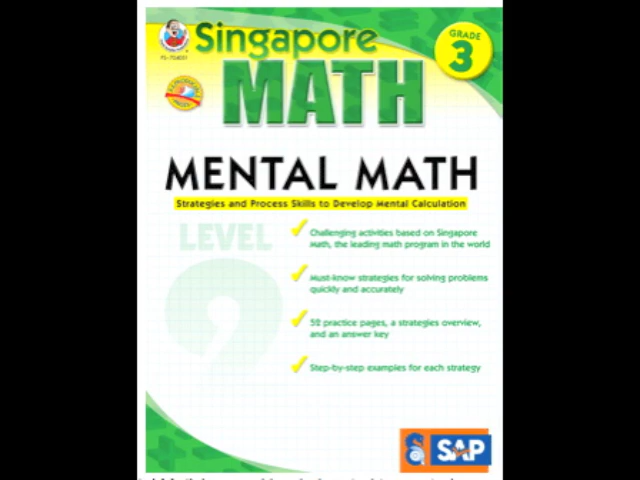 Singapore
MATH
GRADE
3
MENTAL MATH
Strategies and Process Skills to Develop Mental Calculation
LEVEL
2
Challenging activities based on Singapore
Math, the leading math program in the world
Must-know strategies for solving problems
quickly and accurately
52 practice pages, a strategies overview,
and an answer key
Step-by-step examples for each strategy
SAP